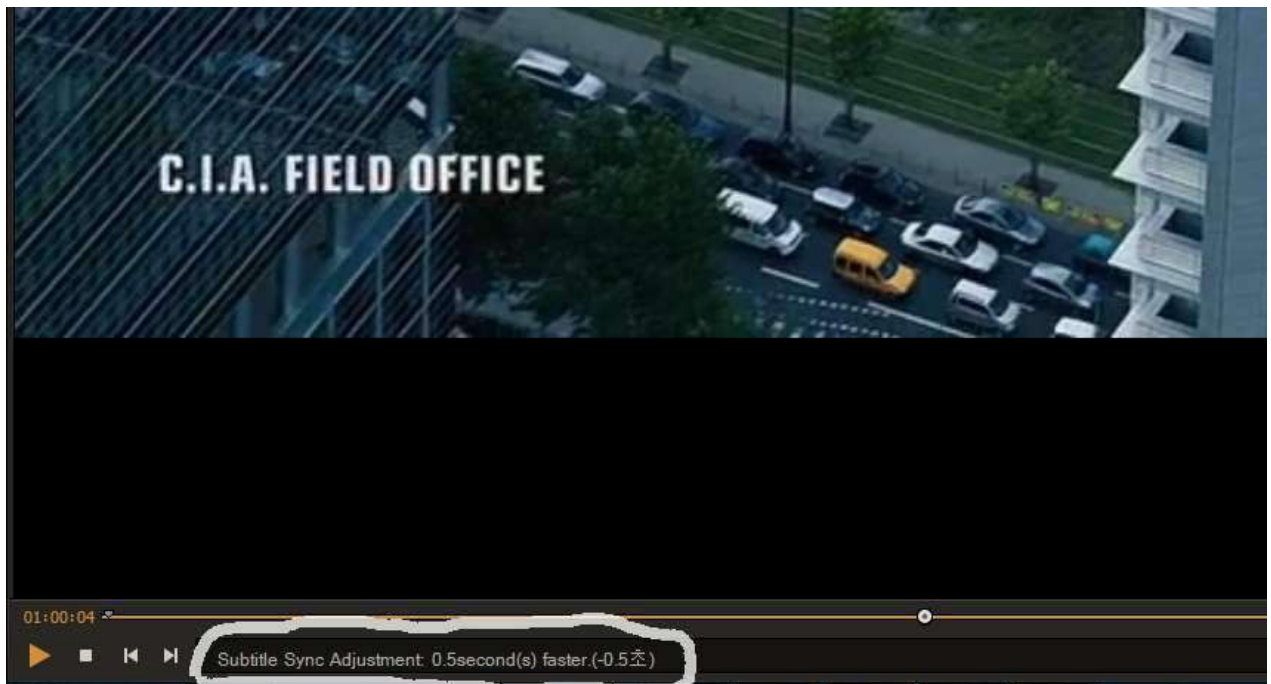 C.I.A. FIELD OFFICE
01:00:04
Subtitle Sync Adjustment: 0.5second(s) faster.(-0.5초)